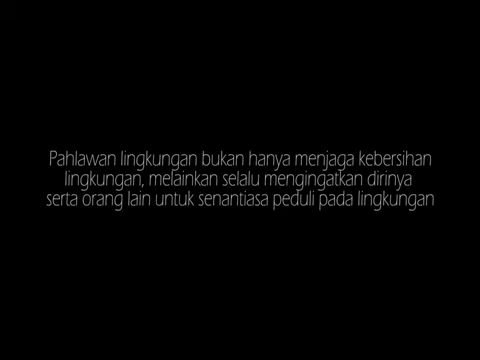 Pahlawan lingkungan bukan hanya menjaga kebersihan
lingkungan, melainkan selalu mengingatkan dirinya
serta orang lain untuk senantiasa peduli pada lingkungan